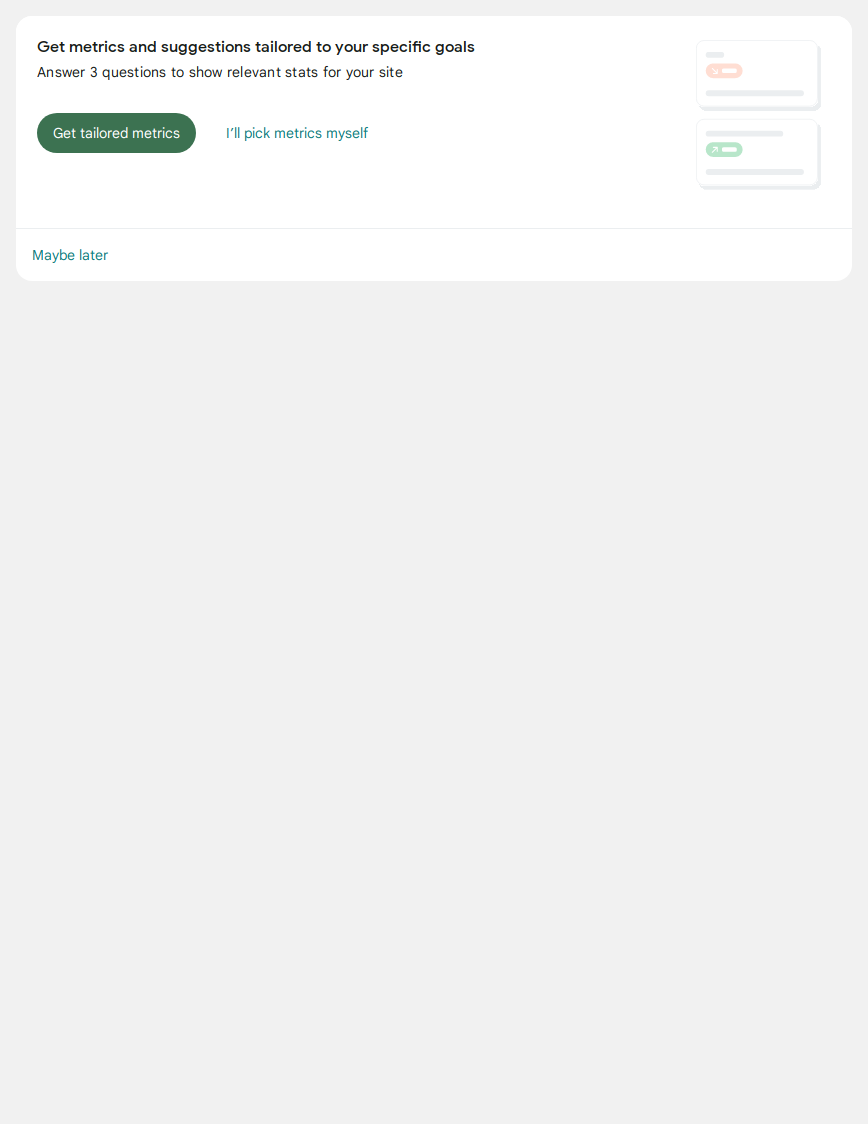 Get metrics and suggestions tailored to your specific goals
Answer 3 questions to show relevant stats for your site
Get tailored metrics
I’ll pick metrics myself
Maybe later